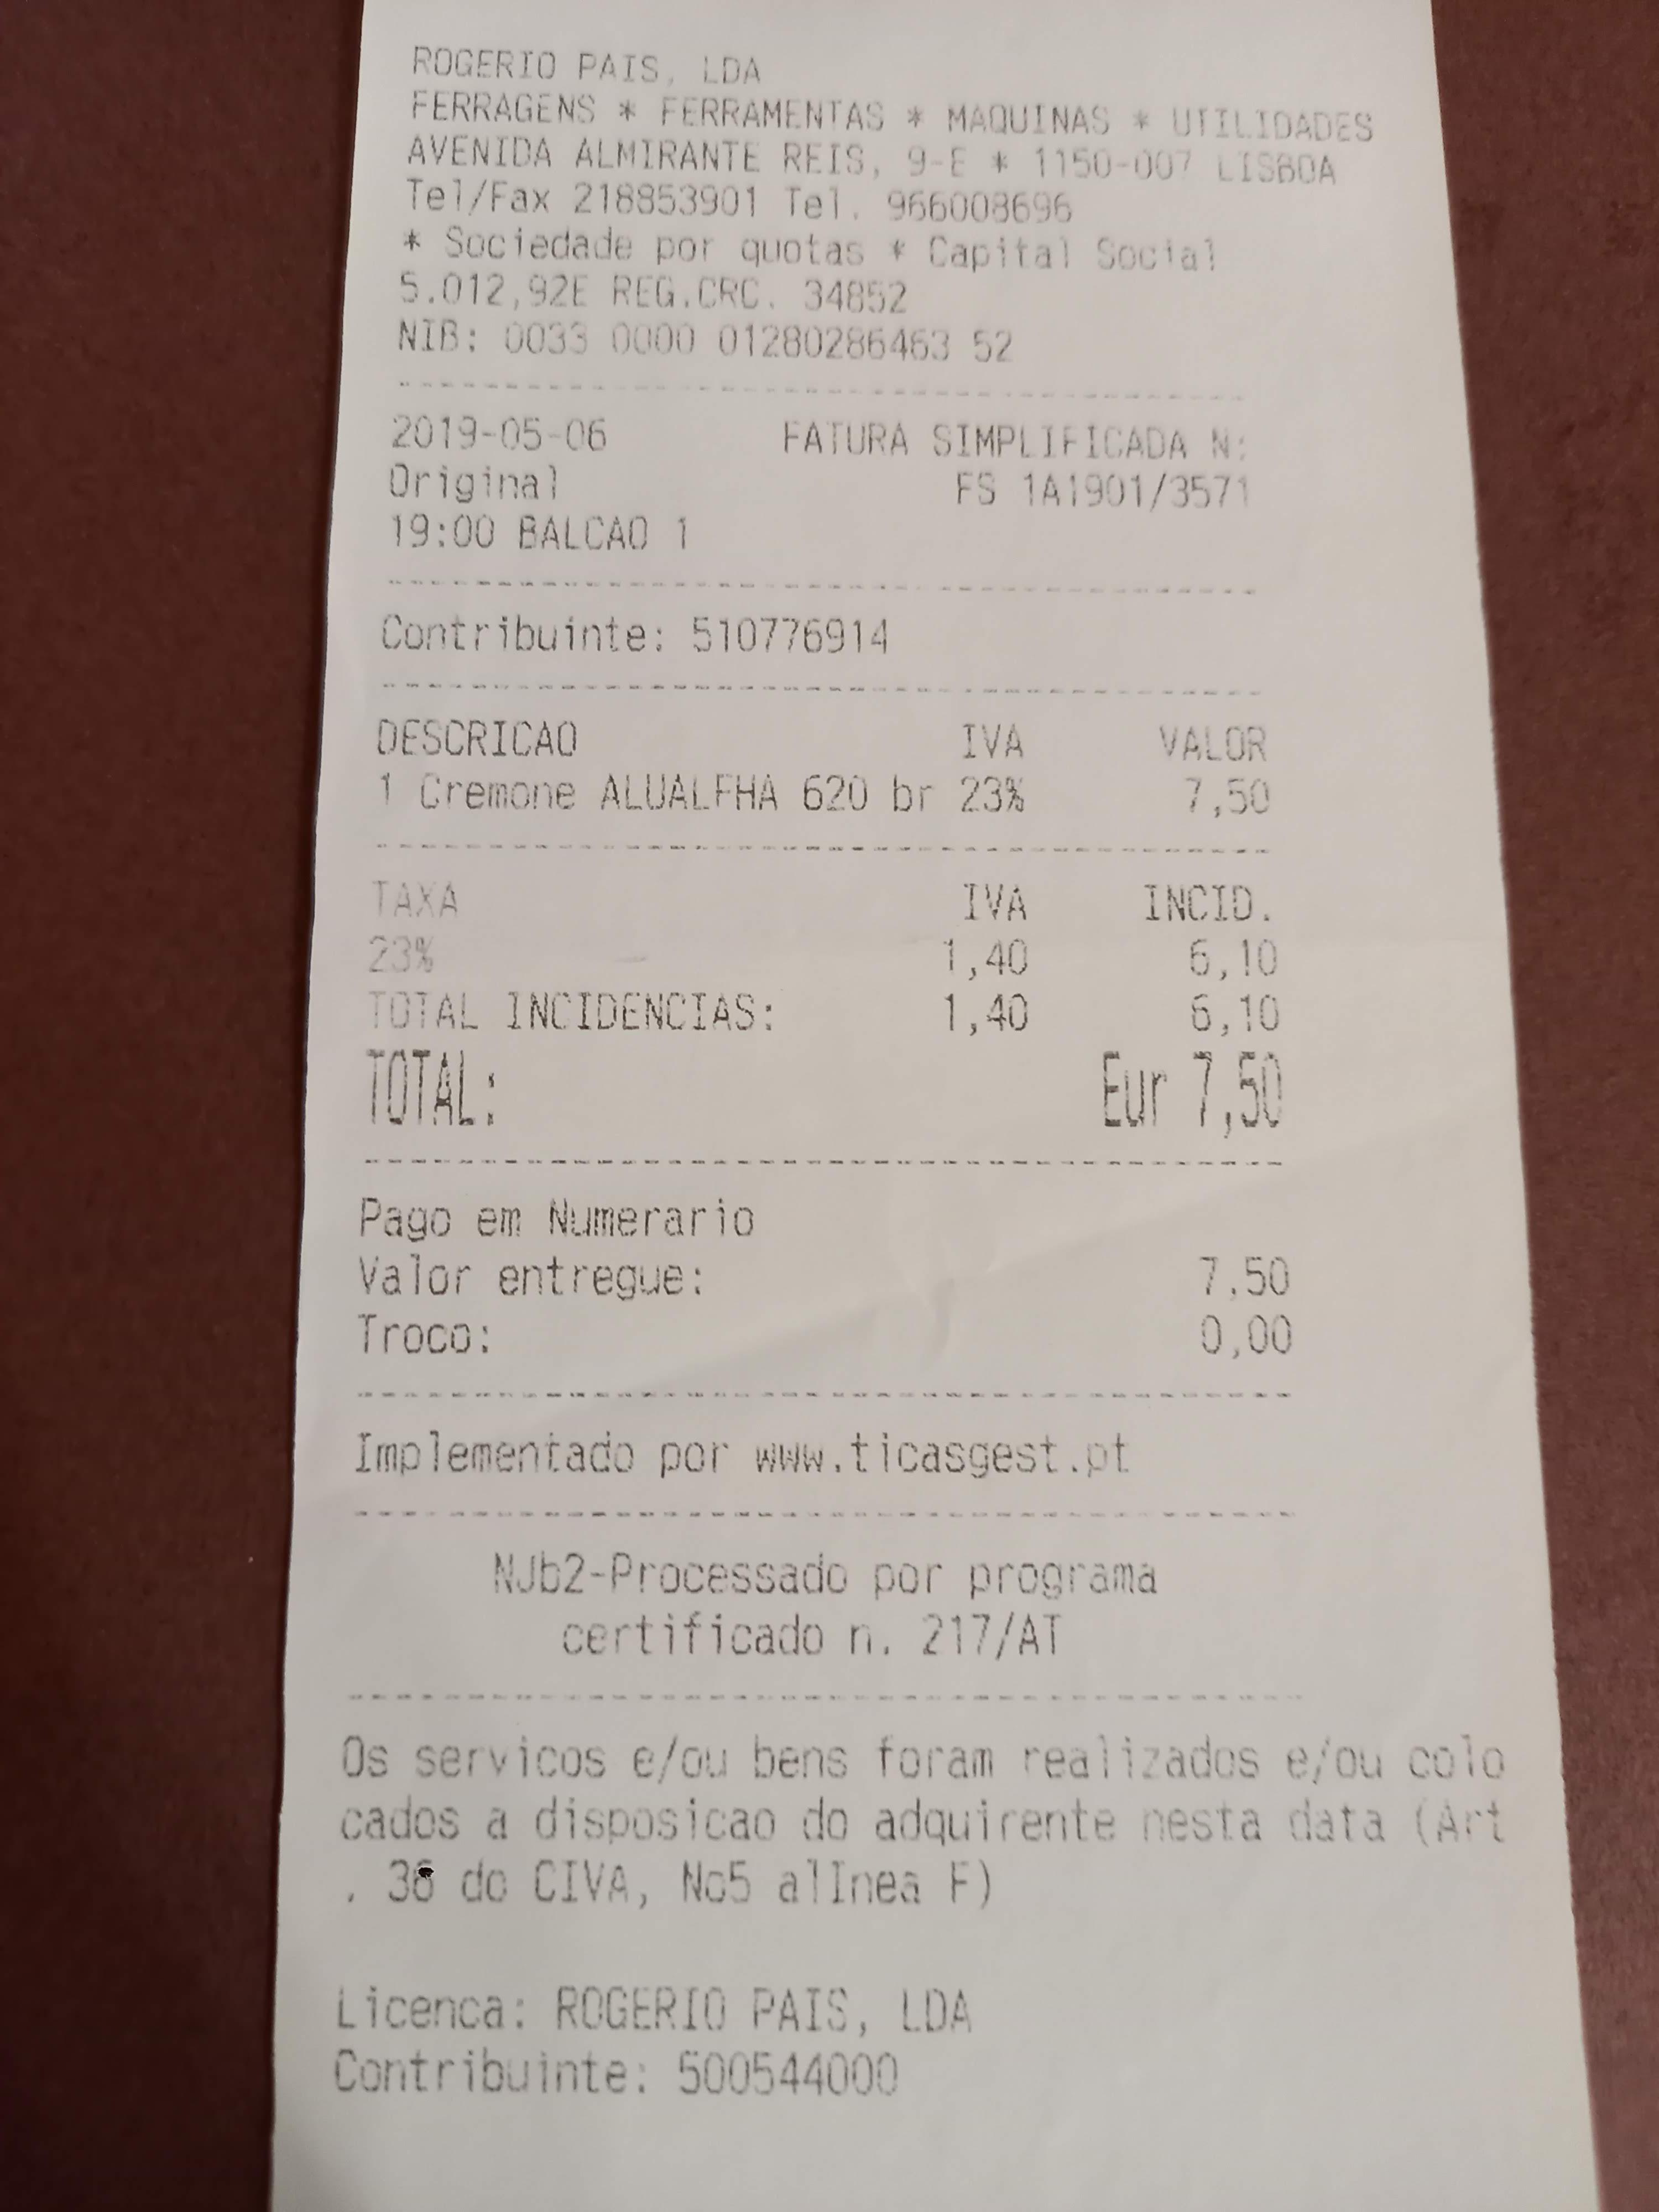 ROGERIO PAIS, LDA
FERRAGENS * FERRAMENTAS * MAQUINAS * UTILIDADES
AVENIDA ALMIRANTE REIS, 9-E * 1150-007 LISBOA
Tel/Fax 218853901 Tel. 966008696
* Sociedade por quotas * Capital Social
5.012,92E REG.CRC. 34852
NIB: 0033 0000 01280286463 52
2019-05-06 FATURA SIMPLIFICADA N:
Original FS 1A1901/3571
19:00 BALCAO 1
Contribuinte: 510776914
DESCRICAO IVA VALOR
1 Cremone ALUALFHA 620 br 23% 7,50
TAXA IVA INCID.
23% 1,40 6,10
TOTAL INCIDENCIAS: 1,40 6,10
TOTAL: Eur 7,50
Pago em Numerario
Valor entregue: 7.50
Troco: 0,00
Implementado por www.ticasgest.pt
NJb2-Processado por programa
certificado n. 217/AT
Os servicos e/ou bens foram realizados e/ou colo
cados a disposicao do adquirente nesta data (Art
. 36 do CIVA, No5 alInea F)
Licenca: ROGERIO PAIS, LDA
Contribuinte: 500544000